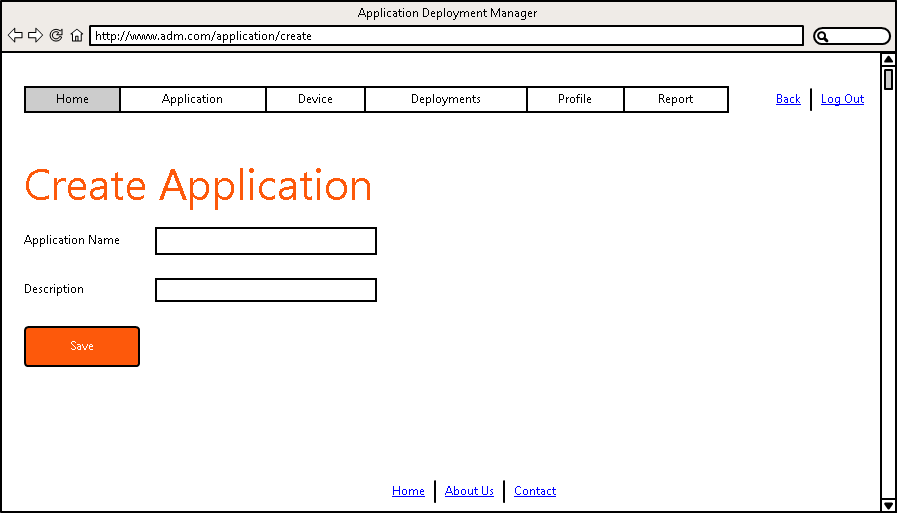 Application Deployment Manager
http://www.adm.com/application/create
Home Application Device Deployments Profile Report Back Log Out
Create Application
Application Name
Description
Save
Home About Us Contact